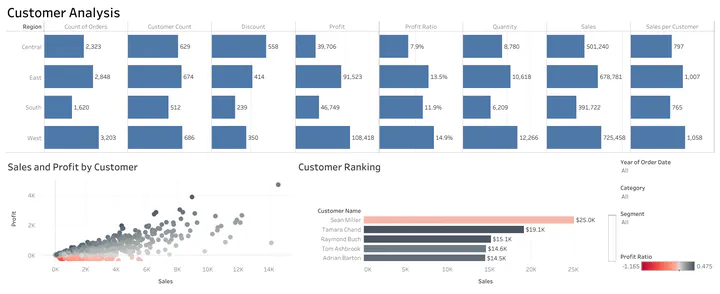 Customer Analysis
Region Count of Orders Customer Count Discount Profit Profit Ratio Quantity Sales Sales per Customer
Central 2,323 629 558 39,706 7.9% 8,780 501,240 797
East 2,848 674 414 91,523 13.5% 10,618 678,781 1,007
South 1,620 512 239 46,749 11.9% 6,209 391,722 765
West 3,203 686 350 108,418 14.9% 12,266 725,458 1,058
Sales and Profit by Customer
4K
2K
0K
Profit
0K 2K 4K 6K 8K 10K 12K 14K
Sales
Customer Ranking
Customer Name
Sean Miller $25.0K
Tamara Chand $19.1K
Raymond Buch $15.1K
Tom Ashbrook $14.6K
Adrian Barton $14.5K
0K 5K 10K 15K 20K 25K
Sales
Year of Order Date
All
Category
All
Segment
All
Profit Ratio
-1.165 0.475